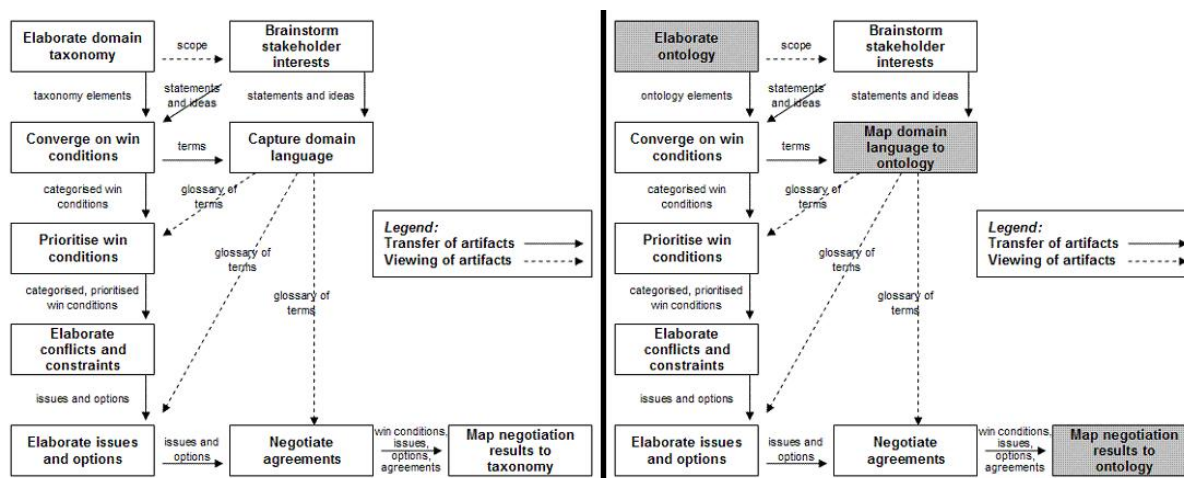 Elaborate domain
taxonomy
scope
Brainstorm
stakeholder
interests
taxonomy elements
statements
and ideas
statements and ideas
Converge on win
conditions
terms
Capture domain
language
categorised win
conditions
glossary of
terms
Prioritise win
conditions
glossary of
terms
categorised, prioritised
win conditions
glossary of
terms
Elaborate
conflicts and
constraints
issues and options
Elaborate issues
and options
issues and
options
Negotiate
agreements
win conditions,
issues,
options,
agreements
Map negotiation
results to
taxonomy
Legend:
Transfer of artifacts
Viewing of artifacts
Elaborate
ontology
scope
Brainstorm
stakeholder
interests
ontology elements
statements
and ideas
statements and ideas
Converge on win
conditions
terms
Map domain
language to
ontology
categorised win
conditions
glossary of
terms
Prioritise win
conditions
glossary of
terms
categorised, prioritised
win conditions
glossary of
terms
Elaborate
conflicts and
constraints
issues and options
Elaborate issues
and options
issues and
options
Negotiate
agreements
win conditions,
issues,
options,
agreements
Map negotiation
results to
ontology
Legend:
Transfer of artifacts
Viewing of artifacts